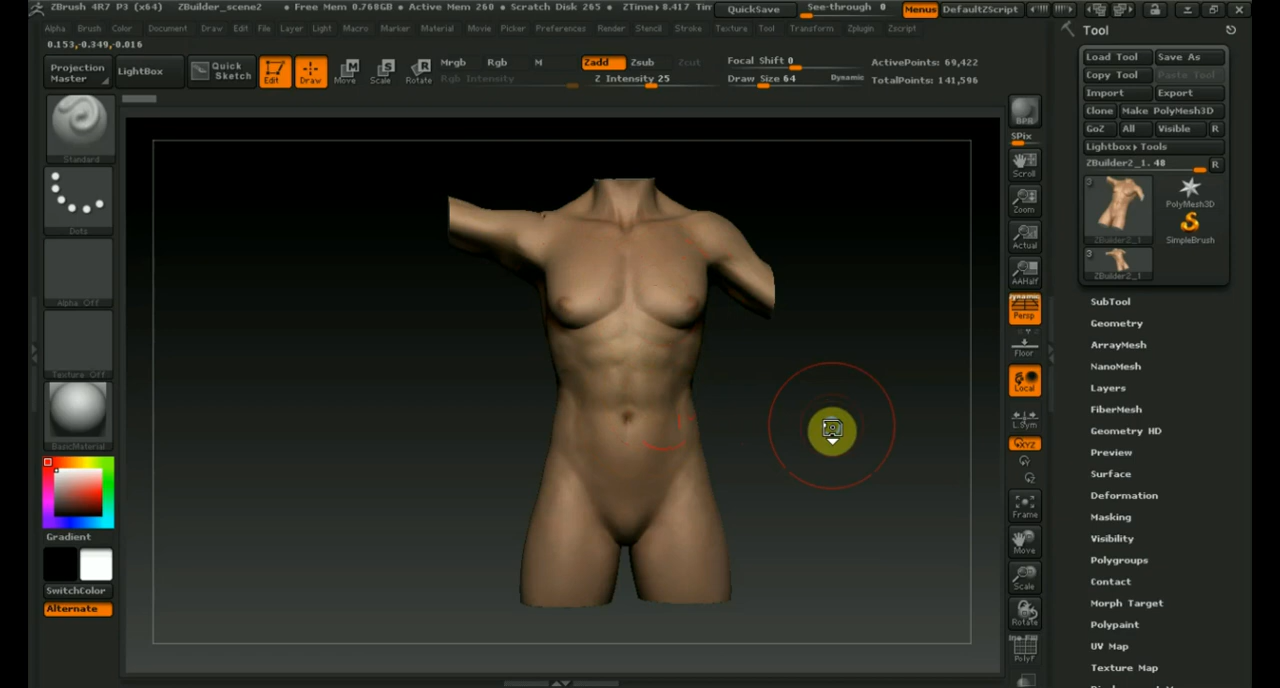 ZBrush 4R7 P3 (x64) ZBuilder_scene2 • Free Mem 0.768GB • Active Mem 260 • Scratch Disk 265 • ZTime▸8.417 Tim QuickSave See-through 0 Menus DefaultZScript
Alpha Brush Color Document Draw Edit File Layer Light Macro Marker Material Movie Picker Preferences Render Stencil Stroke Texture Tool Transform Zplugin Zscript
0.153,-0.349,-0.016
Projection Master
LightBox
Quick Sketch
Edit
Draw
Move
Scale
Rotate
Mrgb Rgb M
Rgb Intensity
Zadd Zsub Zcut
Z Intensity 25
Focal Shift 0
Draw Size 64 Dynamic
ActivePoints: 69,422
TotalPoints: 141,596
Standard
Dots
Alpha Off
Texture Off
BasicMaterial
Gradient
SwitchColor
Alternate
BPR
SPix
Scroll
Zoom
Actual
AAHalf
Dynamic
Persp
Floor
Local
L.Sym
XYZ
Frame
Move
Scale
Rotate
PolyF
Tool
Load Tool Save As
Copy Tool Paste Tool
Import Export
Clone Make PolyMesh3D
GoZ All Visible R
Lightbox▸Tools
ZBuilder2_1. 48 R
3
ZBuilder2_1
PolyMesh3D
SimpleBrush
3
ZBuilder2_1
SubTool
Geometry
ArrayMesh
NanoMesh
Layers
FiberMesh
Geometry HD
Preview
Surface
Deformation
Masking
Visibility
Polygroups
Contact
Morph Target
Polypaint
UV Map
Texture Map